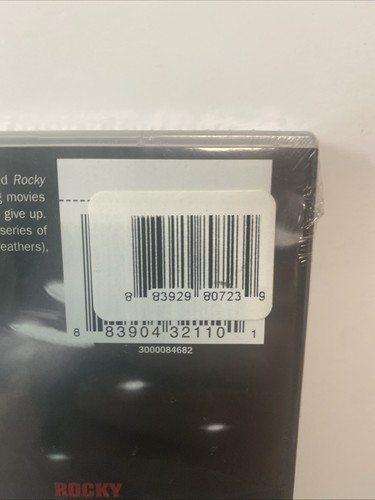 d Rocky
g movies
give up.
series of
eathers),
8 83929 80723 9
8 83904 32110 1
3000084682
ROCKY